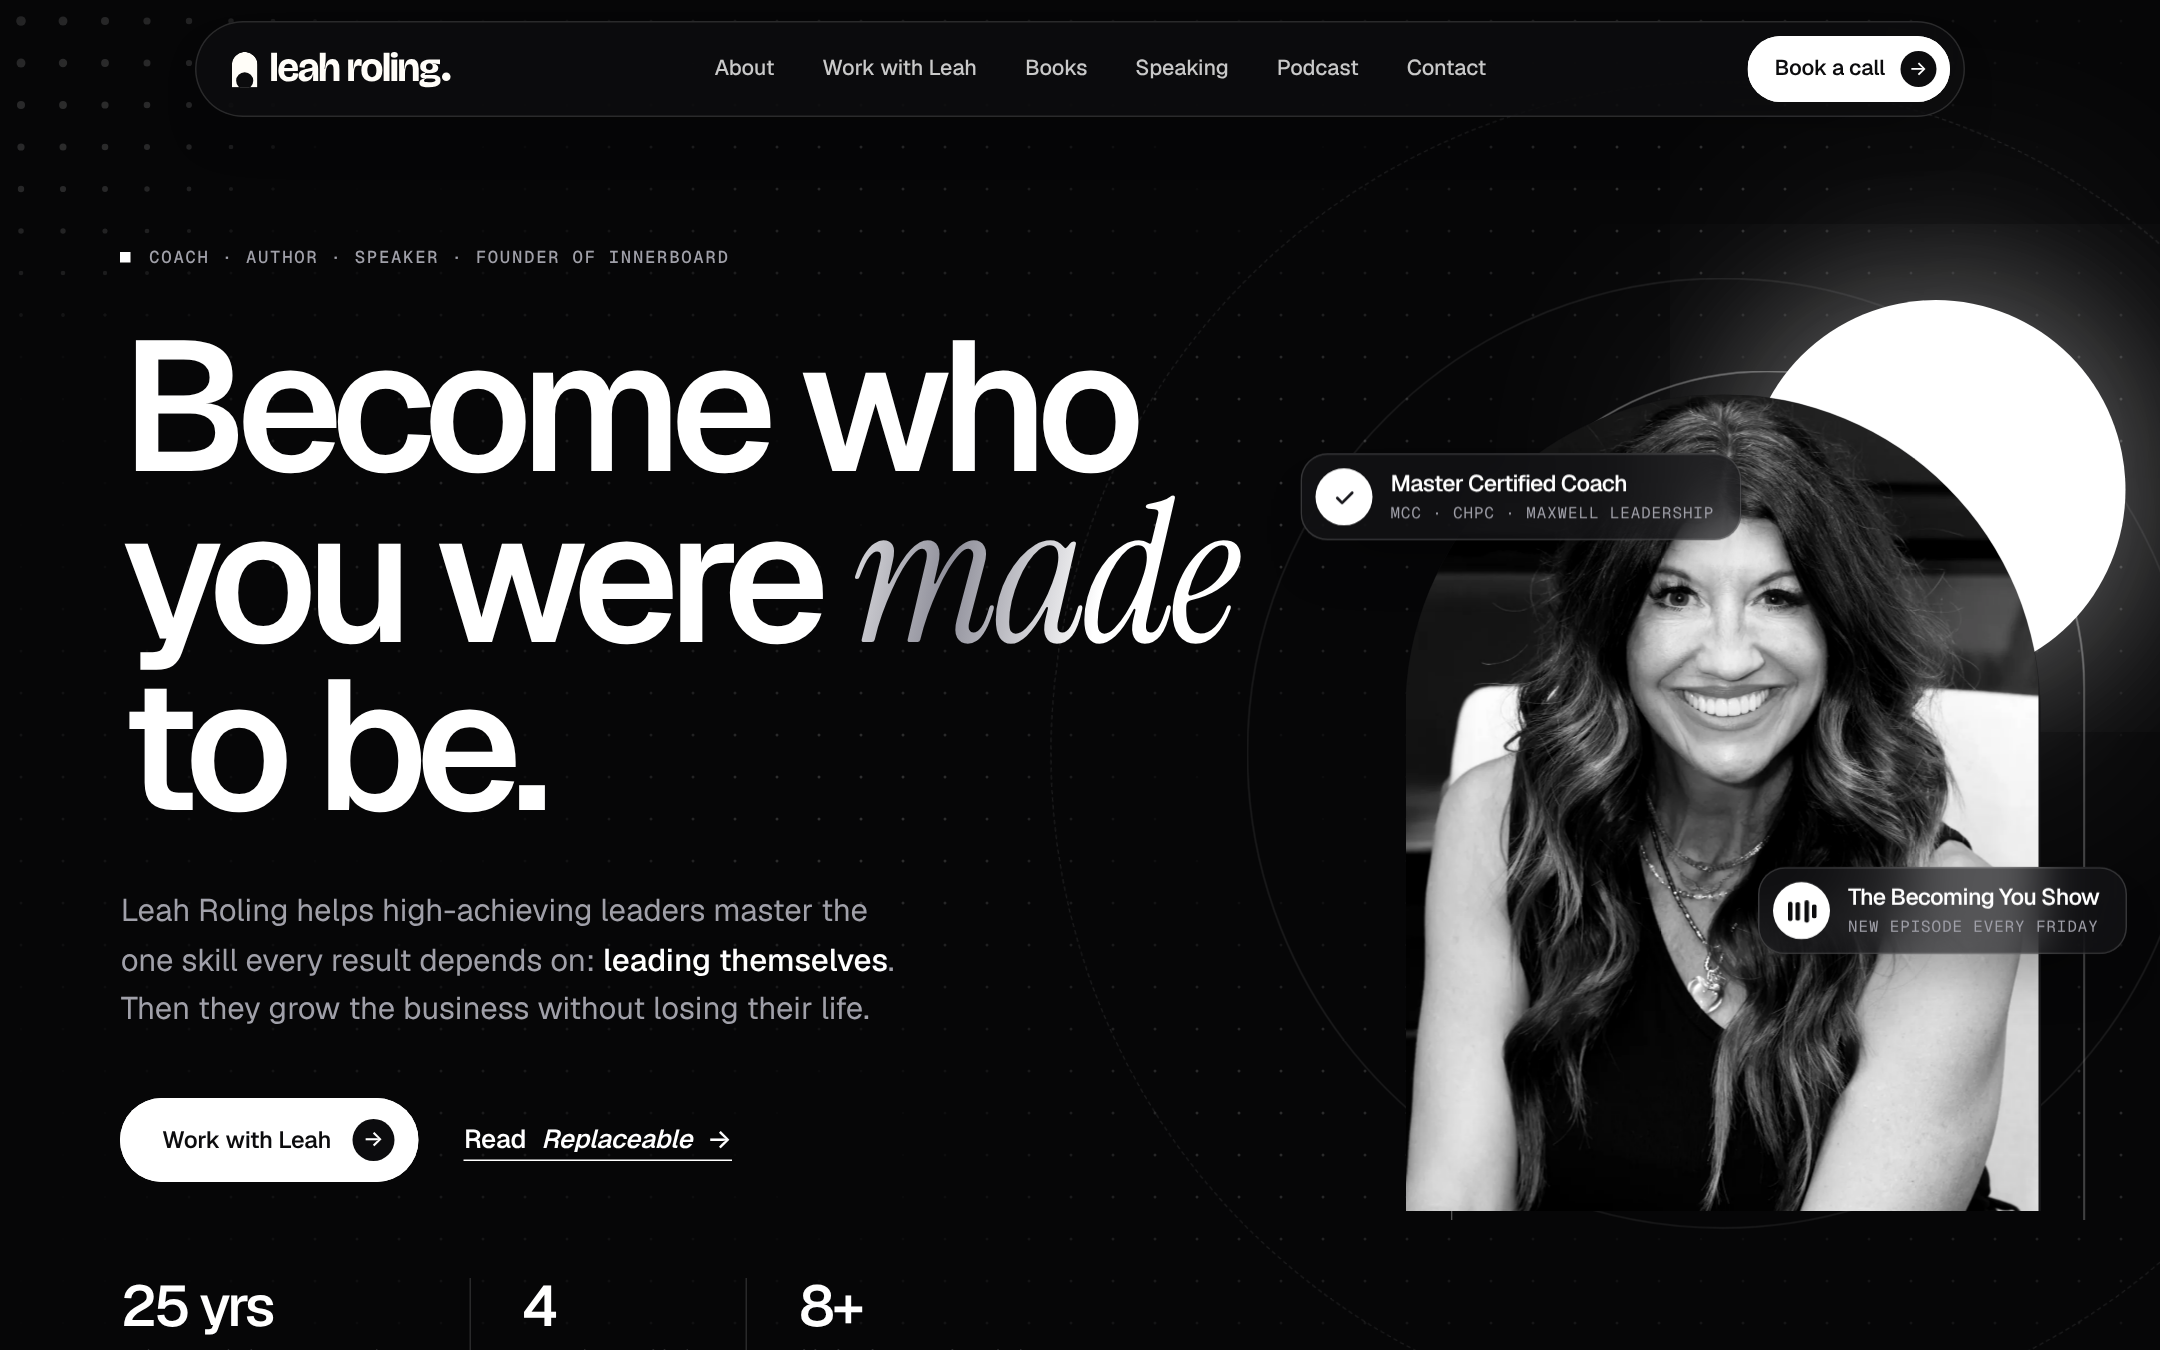 leah roling.
About
Work with Leah
Books
Speaking
Podcast
Contact
Book a call
COACH · AUTHOR · SPEAKER · FOUNDER OF INNERBOARD
Become who
you were made
to be.
Master Certified Coach
MCC · CHPC · MAXWELL LEADERSHIP
Leah Roling helps high-achieving leaders master the
one skill every result depends on: leading themselves.
Then they grow the business without losing their life.
The Becoming You Show
NEW EPISODE EVERY FRIDAY
Work with Leah
Read Replaceable
25 yrs
4
8+